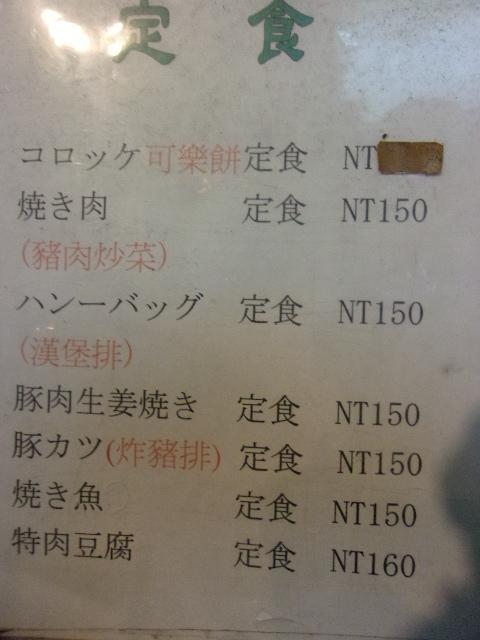 定食
コロッケ可樂餅定食 NT
焼き肉 定食 NT150
(豬肉炒菜)
ハンーバッグ 定食 NT150
(漢堡排)
豚肉生姜焼き 定食 NT150
豚カツ(炸豬排) 定食 NT150
焼き魚 定食 NT150
特肉豆腐 定食 NT160